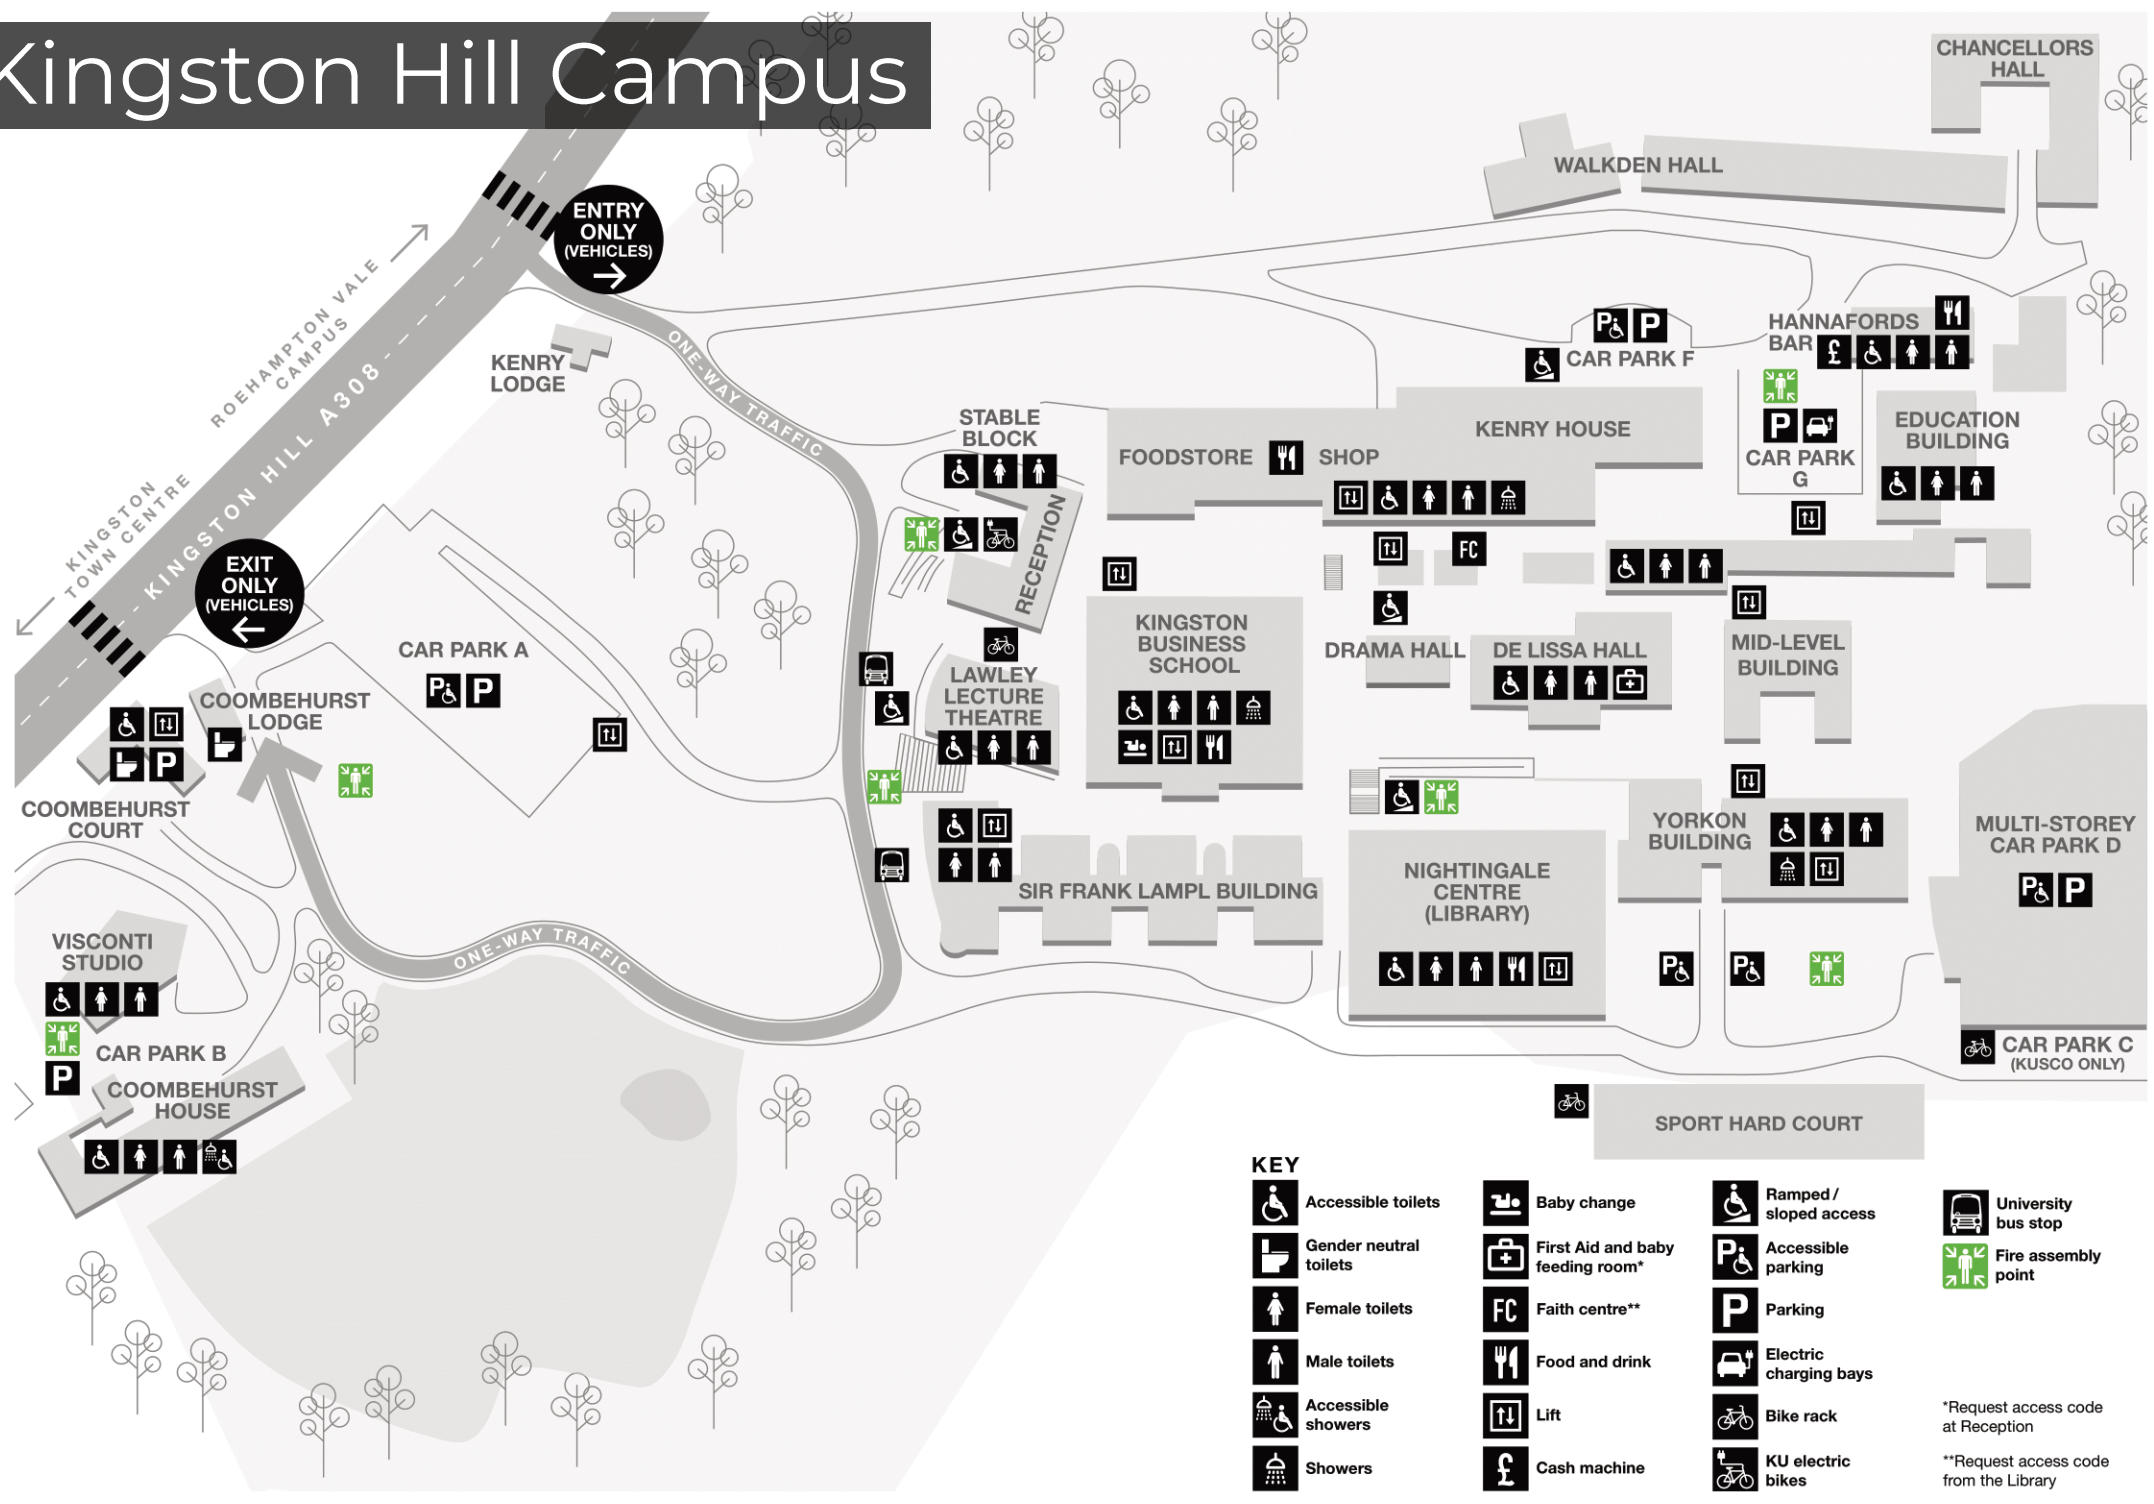 Kingston Hill Campus
CHANCELLORS
HALL
WALKDEN HALL
ENTRY
ONLY
(VEHICLES)
ROEHAMPTON VALE
CAMPUS
KINGSTON HILL A308
KINGSTON
TOWN CENTRE
KENRY
LODGE
ONE-WAY TRAFFIC
HANNAFORDS
BAR
£
P
P
CAR PARK F
STABLE
BLOCK
RECEPTION
FOODSTORE
SHOP
KENRY HOUSE
P
CAR PARK
G
EDUCATION
BUILDING
FC
EXIT
ONLY
(VEHICLES)
CAR PARK A
P
P
KINGSTON
BUSINESS
SCHOOL
DRAMA HALL
DE LISSA HALL
MID-LEVEL
BUILDING
LAWLEY
LECTURE
THEATRE
COOMBEHURST
LODGE
P
COOMBEHURST
COURT
YORKON
BUILDING
MULTI-STOREY
CAR PARK D
P
P
SIR FRANK LAMPL BUILDING
NIGHTINGALE
CENTRE
(LIBRARY)
P
P
ONE-WAY TRAFFIC
VISCONTI
STUDIO
CAR PARK B
P
COOMBEHURST
HOUSE
CAR PARK C
(KUSCO ONLY)
SPORT HARD COURT
KEY
Accessible toilets
Gender neutral
toilets
Female toilets
Male toilets
Accessible
showers
Showers
Baby change
First Aid and baby
feeding room*
FC
Faith centre**
Food and drink
Lift
£
Cash machine
Ramped /
sloped access
P
Accessible
parking
P
Parking
Electric
charging bays
Bike rack
KU electric
bikes
University
bus stop
Fire assembly
point
*Request access code
at Reception
**Request access code
from the Library